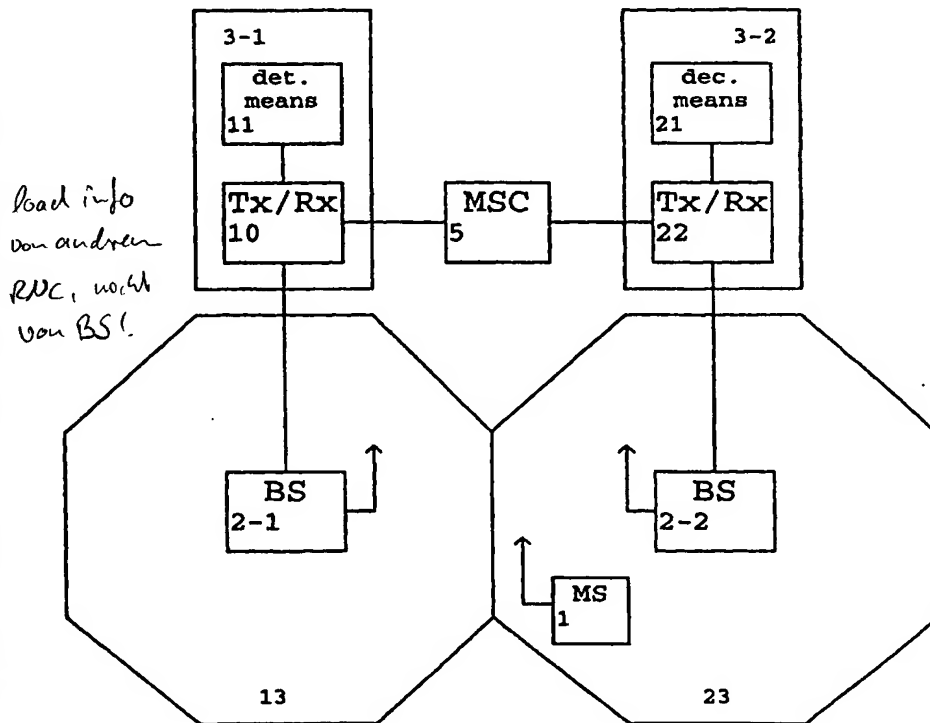 3-1
3-2
det.
means
11
dec.
means
21
load info
von andren
RNC, nicht
von BS!
Tx/Rx
10
MSC
5
Tx/Rx
22
BS
2-1
BS
2-2
MS
1
13
23